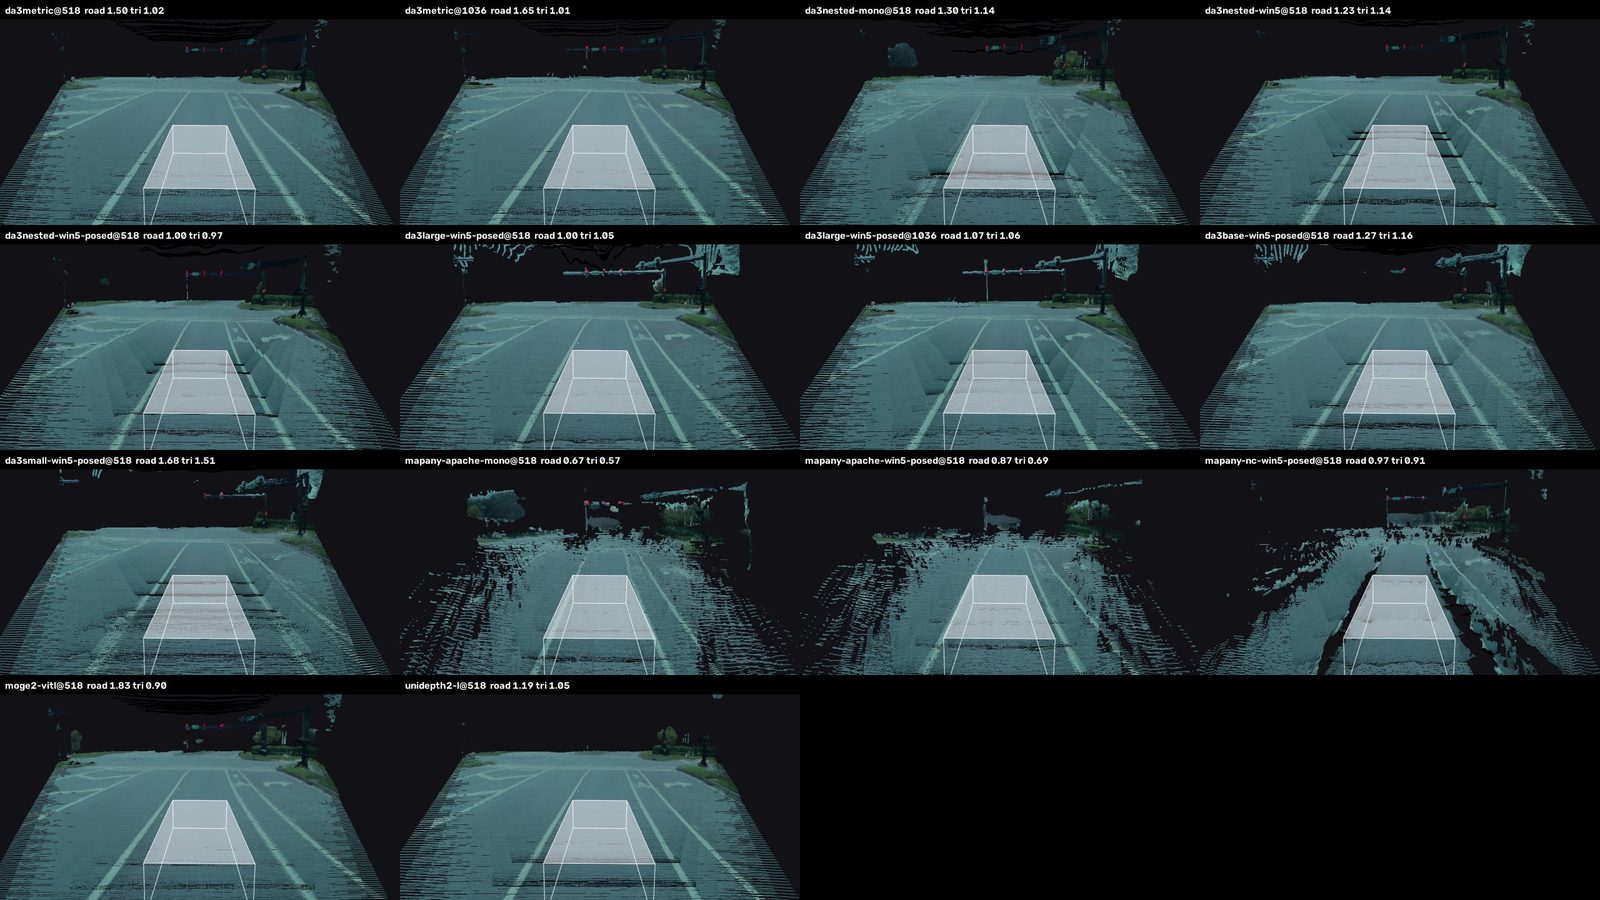 da3metric@518 road 1.50 tri 1.02
da3metric@1036 road 1.65 tri 1.01
da3nested-mono@518 road 1.30 tri 1.14
da3nested-win5@518 road 1.23 tri 1.14
da3nested-win5-posed@518 road 1.00 tri 0.97
da3large-win5-posed@518 road 1.00 tri 1.05
da3large-win5-posed@1036 road 1.07 tri 1.06
da3base-win5-posed@518 road 1.27 tri 1.16
da3small-win5-posed@518 road 1.68 tri 1.51
mapany-apache-mono@518 road 0.67 tri 0.57
mapany-apache-win5-posed@518 road 0.87 tri 0.69
mapany-nc-win5-posed@518 road 0.97 tri 0.91
moge2-vitl@518 road 1.83 tri 0.90
unidepth2-l@518 road 1.19 tri 1.05